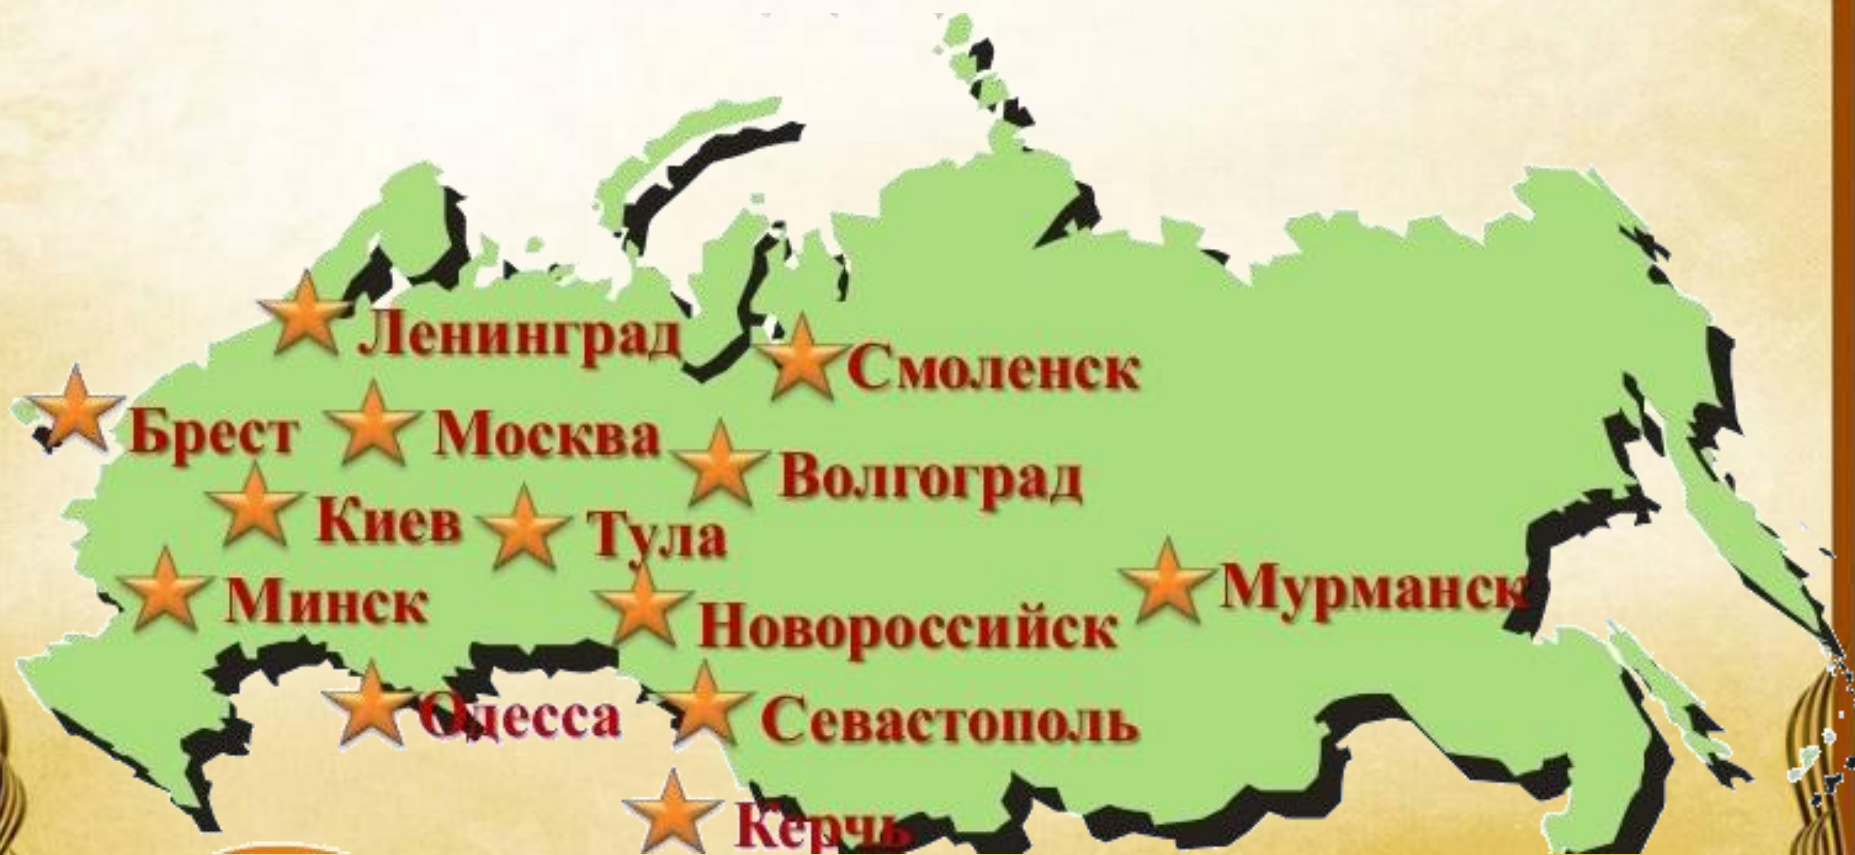 Ленинград
Смоленск
Брест
Москва
Волгоград
Киев
Тула
Минск
Новороссийск
Мурманск
Одесса
Севастополь
Керчь